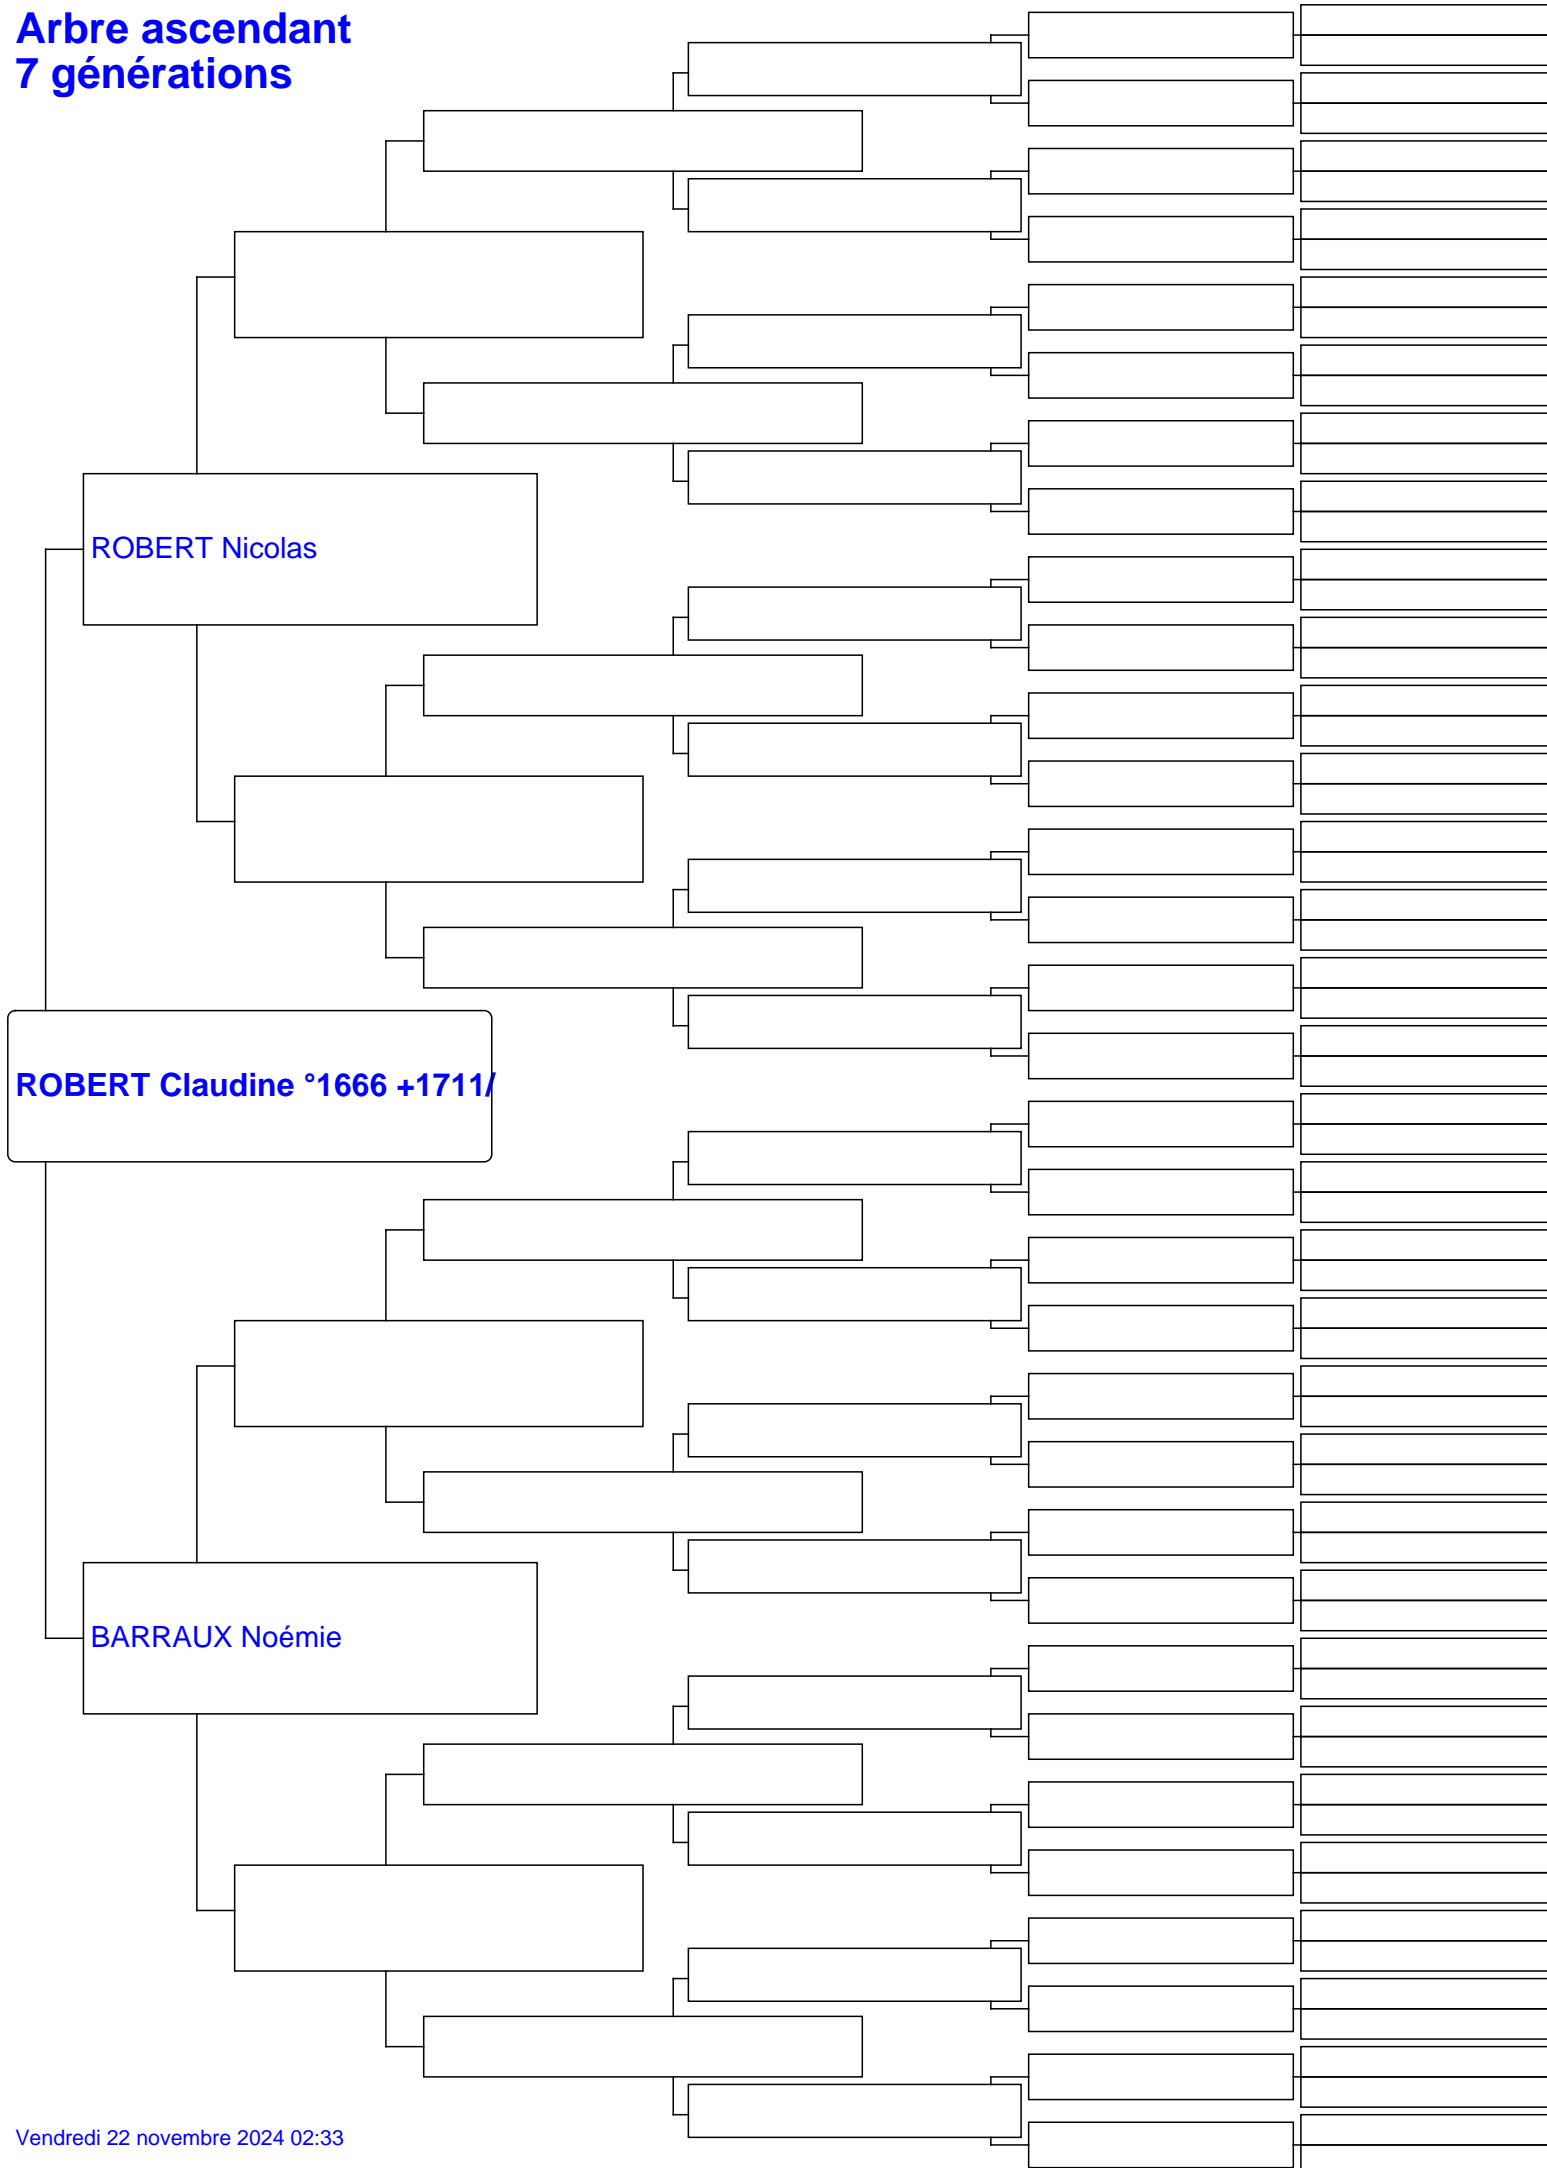 Arbre ascendant
7 générations
ROBERT Nicolas
ROBERT Claudine °1666 +1711/
BARRAUX Noémie
Vendredi 22 novembre 2024 02:33